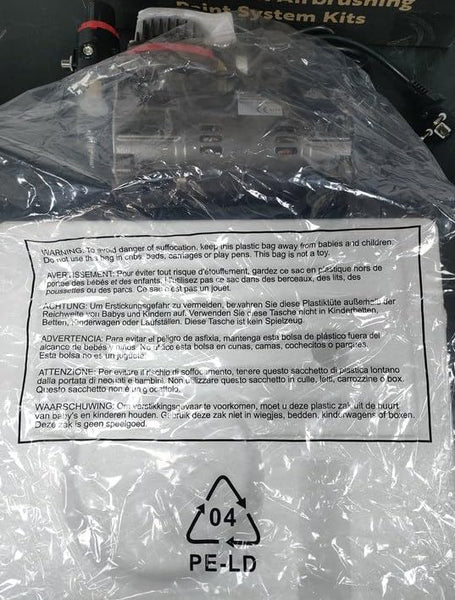 Airbrushing
Paint System Kits
WARNING: To avoid danger of suffocation, keep this plastic bag away from babies and children.
Do not use this bag in cribs, beds, carriages or play pens. This bag is not a toy.
AVERTISSEMENT: Pour éviter tout risque d'étouffement, gardez ce sac en plastique hors de
portée des bébés et des enfants. N'utilisez pas ce sac dans des berceaux, des lits, des
poussettes ou des parcs. Ce sac n'est pas un jouet.
ACHTUNG: Um Erstickungsgefahr zu vermeiden, bewahren Sie diese Plastiktüte außerhalb der
Reichweite von Babys und Kindern auf. Verwenden Sie diese Tasche nicht in Kinderbetten,
Betten, Kinderwagen oder Laufställen. Diese Tasche ist kein Spielzeug.
ADVERTENCIA: Para evitar el peligro de asfixia, mantenga esta bolsa de plástico fuera del
alcance de bebés y niños. No utilice esta bolsa en cunas, camas, cochecitos o parques.
Esta bolsa no es un juguete.
ATTENZIONE: Per evitare il rischio di soffocamento, tenere questo sacchetto di plastica lontano
dalla portata di neonati e bambini. Non utilizzare questo sacchetto in culle, letti, carrozzine o box.
Questo sacchetto non è un giocattolo.
WAARSCHUWING: Om verstikkingsgevaar te voorkomen, moet u deze plastic zak uit de buurt
van baby's en kinderen houden. Gebruik deze zak niet in wiegjes, bedden, kinderwagens of boxen.
Deze zak is geen speelgoed.
04
PE-LD